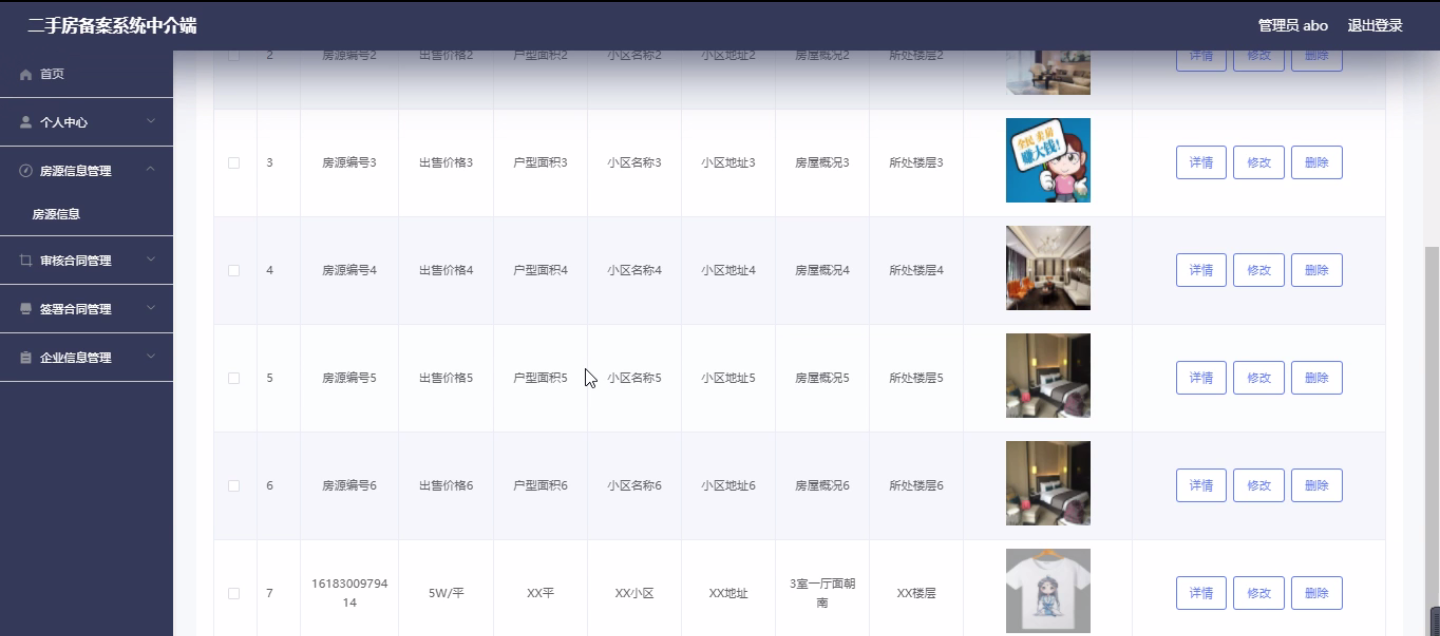 二手房备案系统中介端
管理员 abo 退出登录
首页
个人中心
房源信息管理
房源信息
审核合同管理
签署合同管理
企业信息管理
2 房源编号2 出售价格2 户型面积2 小区名称2 小区地址2 房屋概况2 所处楼层2 详情 修改 删除
3 房源编号3 出售价格3 户型面积3 小区名称3 小区地址3 房屋概况3 所处楼层3 详情 修改 删除
全民卖房
赚大钱!
4 房源编号4 出售价格4 户型面积4 小区名称4 小区地址4 房屋概况4 所处楼层4 详情 修改 删除
5 房源编号5 出售价格5 户型面积5 小区名称5 小区地址5 房屋概况5 所处楼层5 详情 修改 删除
6 房源编号6 出售价格6 户型面积6 小区名称6 小区地址6 房屋概况6 所处楼层6 详情 修改 删除
7 16183009794 5W/平 XX平 XX小区 XX地址 3室一厅面朝 XX楼层 详情 修改 删除
14 南